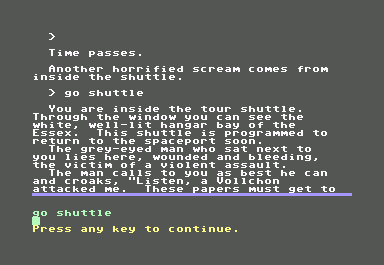 >
Time passes.
Another horrified scream comes from
inside the shuttle.
> go shuttle
You are inside the tour shuttle.
Through the window you can see the
white, well-lit hangar bay of the
Essex.  This shuttle is programmed to
return to the spaceport soon.
The grey-eyed man who sat next to
you lies here, wounded and bleeding,
the victim of a violent assault.
The man calls to you as best he can
and croaks, "Listen, a Vollchon
attacked me.  These papers must get to
go shuttle
Press any key to continue.